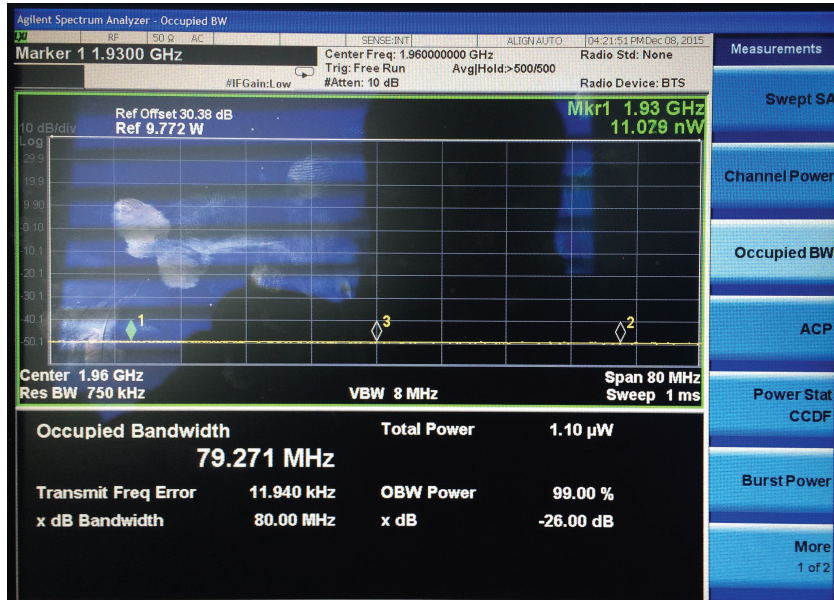 Agilent Spectrum Analyzer - Occupied BW
RF 50 Ω AC SENSE:INT ALIGN AUTO 04:21:51 PM Dec 08, 2015
Marker 1 1.9300 GHz
Center Freq: 1.960000000 GHz Radio Std: None
Trig: Free Run Avg|Hold:>500/500
#IFGain:Low #Atten: 10 dB Radio Device: BTS
Mkr1 1.93 GHz
11.079 nW
Ref Offset 30.38 dB
10 dB/div Ref 9.772 W
Log
29.9
19.9
9.90
-0.10
-10.1
-20.1
-30.1
-40.1
-50.1
1
3
2
Center 1.96 GHz Span 80 MHz
Res BW 750 kHz VBW 8 MHz Sweep 1 ms
Occupied Bandwidth Total Power 1.10 µW
79.271 MHz
Transmit Freq Error 11.940 kHz OBW Power 99.00 %
x dB Bandwidth 80.00 MHz x dB -26.00 dB
Measurements
Swept SA
Channel Power
Occupied BW
ACP
Power Stat
CCDF
Burst Power
More
1 of 2